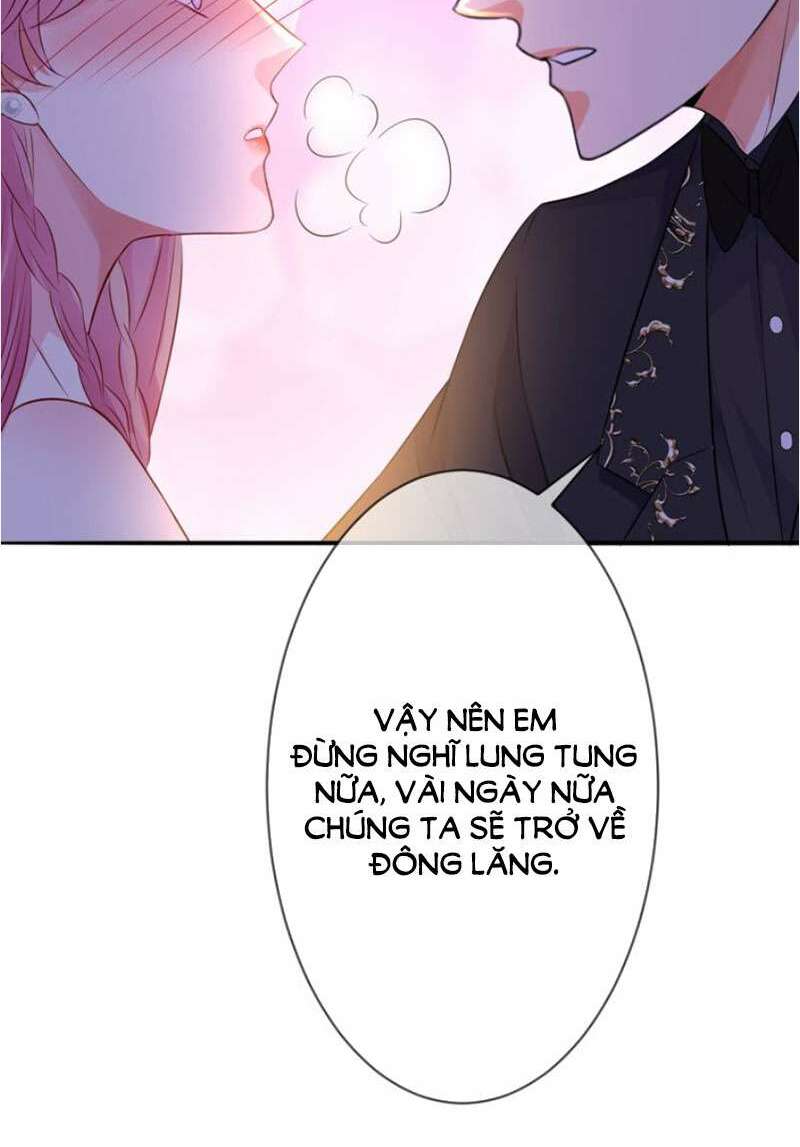 VẬY NÊN EM
ĐỪNG NGHĨ LUNG TUNG
NỮA, VÀI NGÀY NỮA
CHÚNG TA SẼ TRỞ VỀ
ĐÔNG LĂNG.